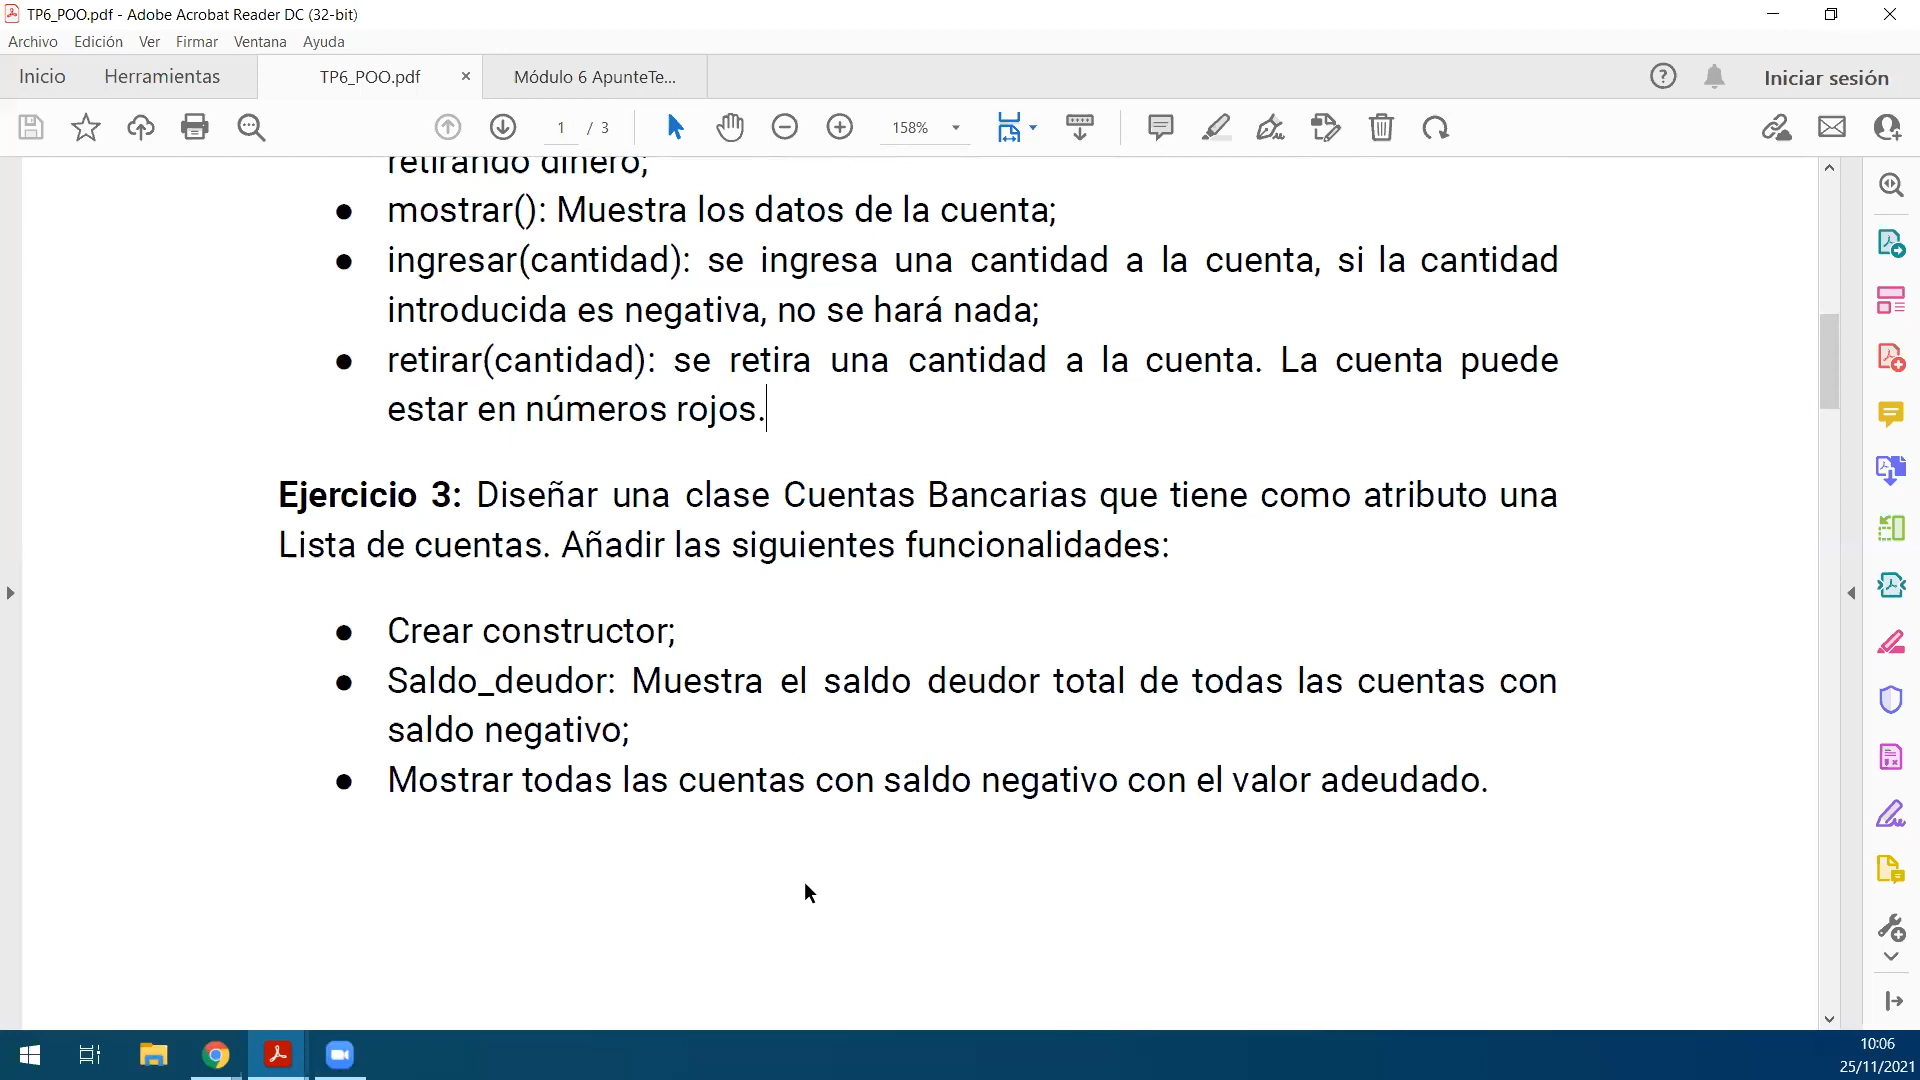 TP6_POO.pdf - Adobe Acrobat Reader DC (32-bit)
Archivo Edición Ver Firmar Ventana Ayuda
Inicio Herramientas TP6_POO.pdf × Módulo 6 ApunteTe... Iniciar sesión
1 / 3 158%
retirando dinero;
● mostrar(): Muestra los datos de la cuenta;
● ingresar(cantidad): se ingresa una cantidad a la cuenta, si la cantidad
introducida es negativa, no se hará nada;
● retirar(cantidad): se retira una cantidad a la cuenta. La cuenta puede
estar en números rojos.
Ejercicio 3: Diseñar una clase Cuentas Bancarias que tiene como atributo una
Lista de cuentas. Añadir las siguientes funcionalidades:
● Crear constructor;
● Saldo_deudor: Muestra el saldo deudor total de todas las cuentas con
saldo negativo;
● Mostrar todas las cuentas con saldo negativo con el valor adeudado.
10:06
25/11/2021